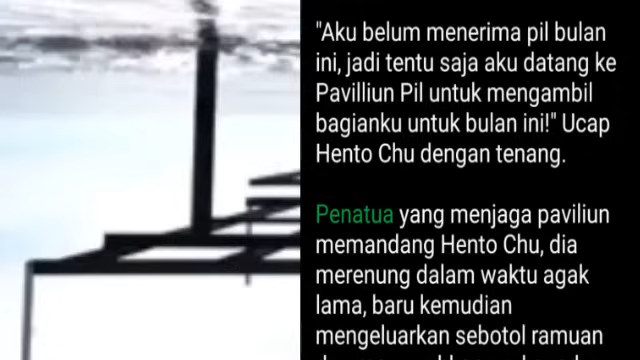 "Aku belum menerima pil bulan
ini, jadi tentu saja aku datang ke
Pavilliun Pil untuk mengambil
bagianku untuk bulan ini!" Ucap
Hento Chu dengan tenang.
Penatua yang menjaga paviliun
memandang Hento Chu, dia
merenung dalam waktu agak
lama, baru kemudian
mengeluarkan sebotol ramuan